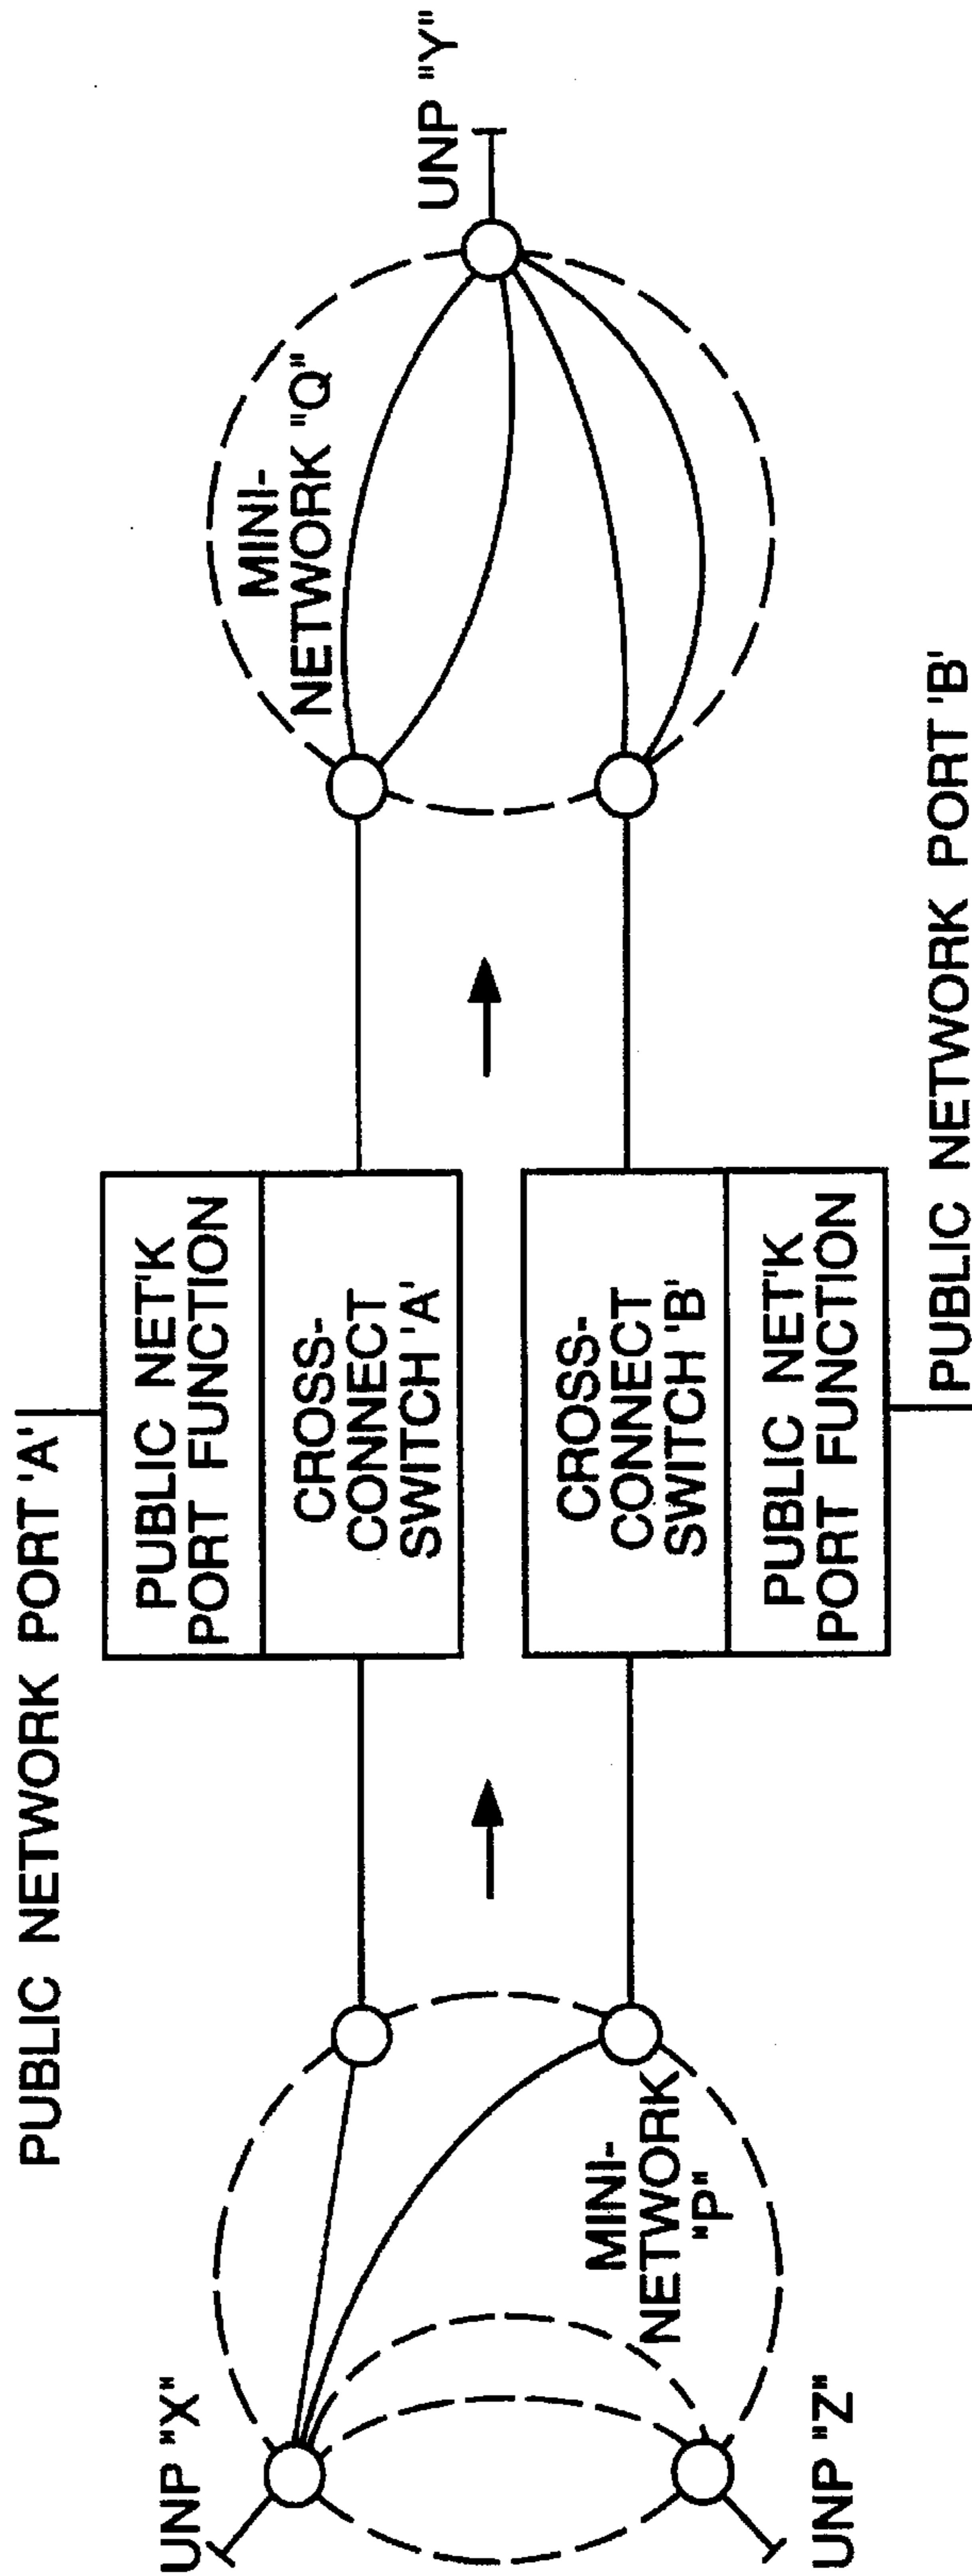 PUBLIC NETWORK PORT 'A'
UNP "X"
PUBLIC NET'K
PORT FUNCTION
CROSS-
CONNECT
SWITCH 'A'
MINI-
NETWORK "Q"
UNP "Y"
MINI-
NETWORK
"P"
CROSS-
CONNECT
SWITCH 'B'
PUBLIC NET'K
PORT FUNCTION
UNP "Z"
PUBLIC NETWORK PORT 'B'